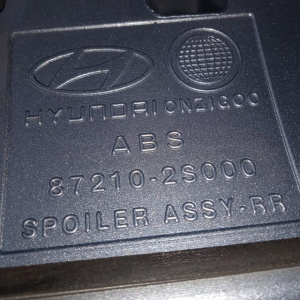 HYUNDAI ONZIGOO
ABS
87210-2S000
SPOILER ASSY-RR